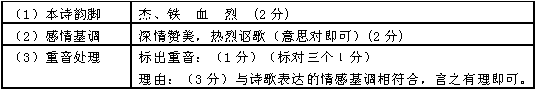 (1)本诗韵脚 杰、铁 血 烈 (2分)
(2)感情基调 深情赞美,热烈讴歌(意思对即可)(2分)
(3)重音处理 标出重音:(1分)(标对三个1分)
理由:(3分)与诗歌表达的情感基调相符合,言之有理即可。